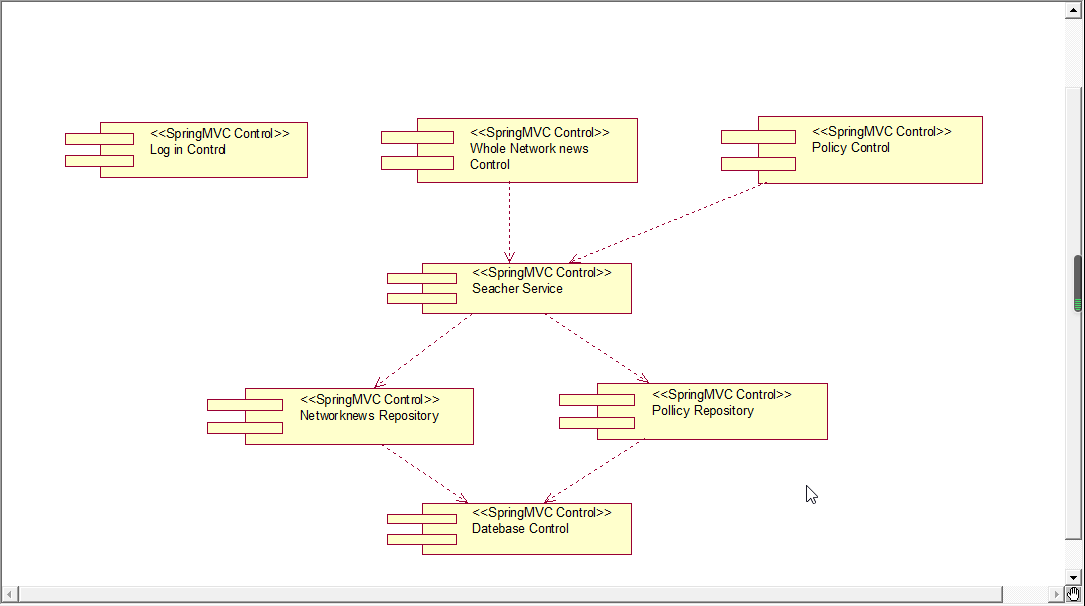 <<SpringMVC Control>>
Log in Control
<<SpringMVC Control>>
Whole Network news
Control
<<SpringMVC Control>>
Policy Control
<<SpringMVC Control>>
Seacher Service
<<SpringMVC Control>>
Networknews Repository
<<SpringMVC Control>>
Pollicy Repository
<<SpringMVC Control>>
Datebase Control